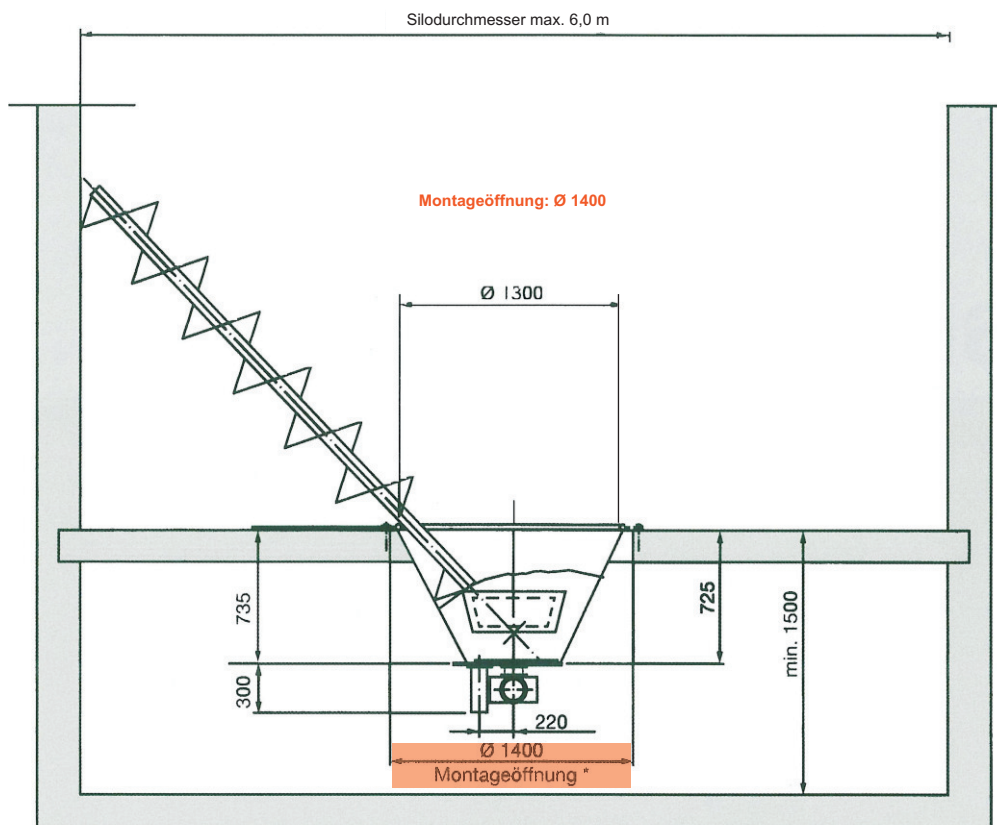 Silodurchmesser max. 6,0 m
Montageöffnung: Ø 1400
Ø 1300
735
725
min. 1500
300
220
Ø 1400
Montageöffnung *